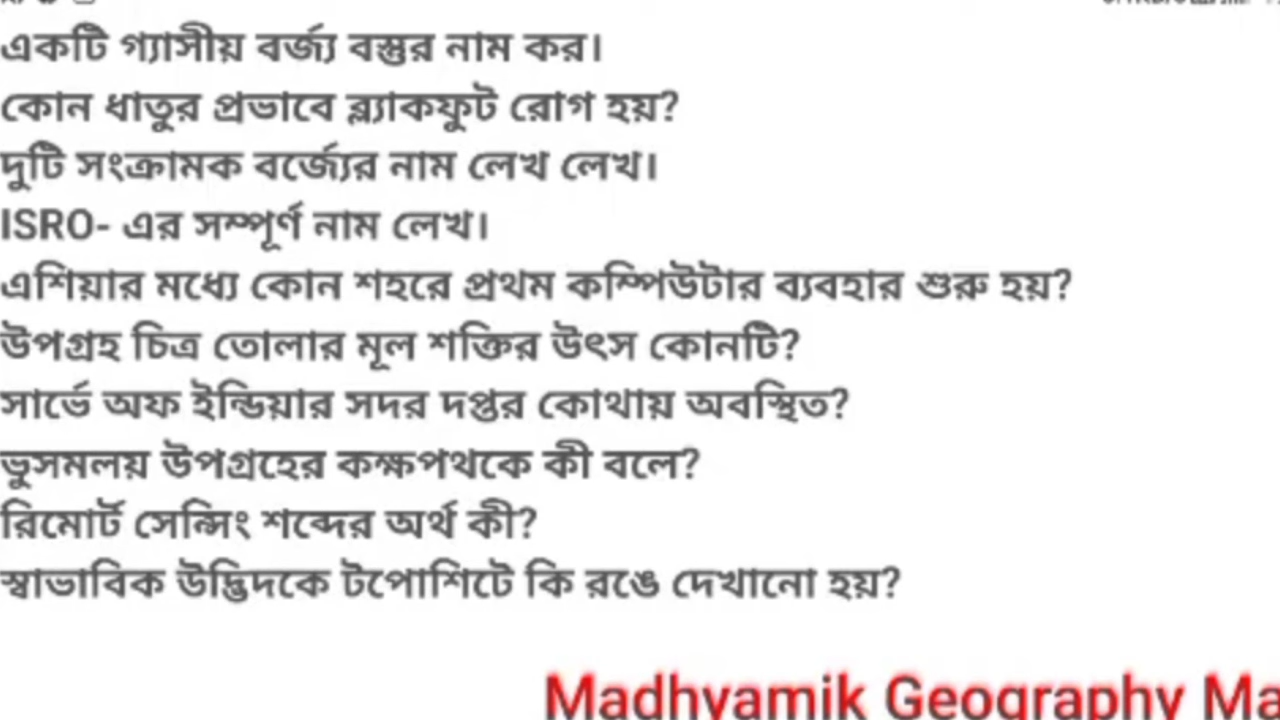 একটি গ্যাসীয় বর্জ্য বস্তুর নাম কর।
কোন ধাতুর প্রভাবে ব্ল্যাকফুট রোগ হয়?
দুটি সংক্রামক বর্জ্যের নাম লেখ লেখ।
ISRO- এর সম্পূর্ণ নাম লেখ।
এশিয়ার মধ্যে কোন শহরে প্রথম কম্পিউটার ব্যবহার শুরু হয়?
উপগ্রহ চিত্র তোলার মূল শক্তির উৎস কোনটি?
সার্ভে অফ ইন্ডিয়ার সদর দপ্তর কোথায় অবস্থিত?
ভুসমলয় উপগ্রহের কক্ষপথকে কী বলে?
রিমোর্ট সেন্সিং শব্দের অর্থ কী?
স্বাভাবিক উদ্ভিদকে টপোশিটে কি রঙে দেখানো হয়?
Madhyamik Geography Ma